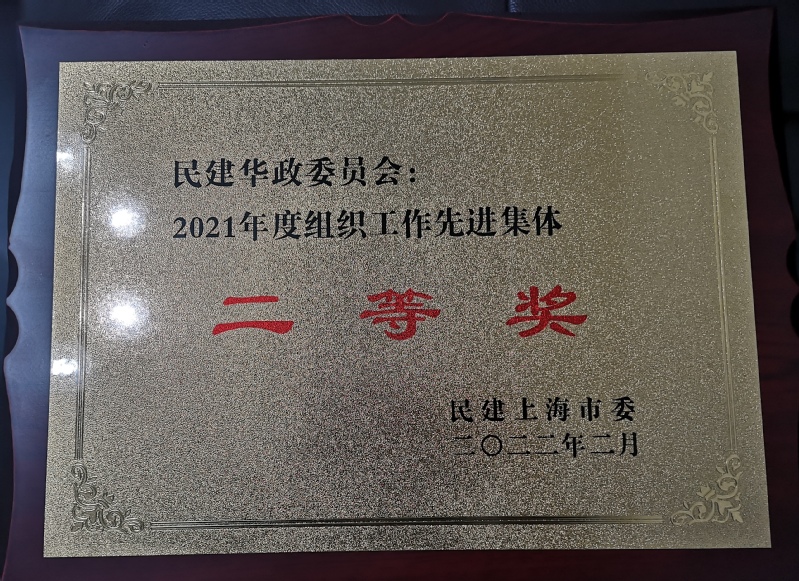 民建华政委员会：
2021年度组织工作先进集体
二等奖
民建上海市委
二〇二二年二月